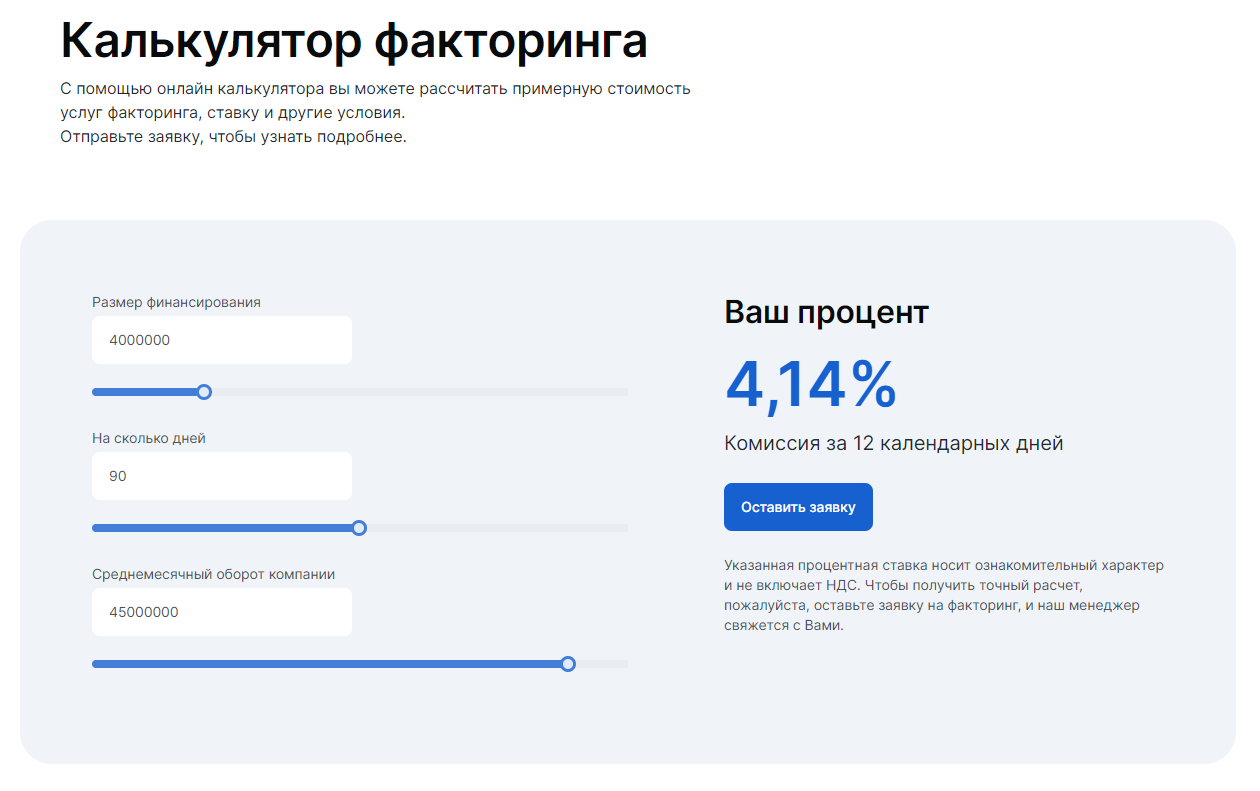 Калькулятор факторинга
С помощью онлайн калькулятора вы можете рассчитать примерную стоимость
услуг факторинга, ставку и другие условия.
Отправьте заявку, чтобы узнать подробнее.
Размер финансирования
4000000
На сколько дней
90
Среднемесячный оборот компании
45000000
Ваш процент
4,14%
Комиссия за 12 календарных дней
Оставить заявку
Указанная процентная ставка носит ознакомительный характер
и не включает НДС. Чтобы получить точный расчет,
пожалуйста, оставьте заявку на факторинг, и наш менеджер
свяжется с Вами.